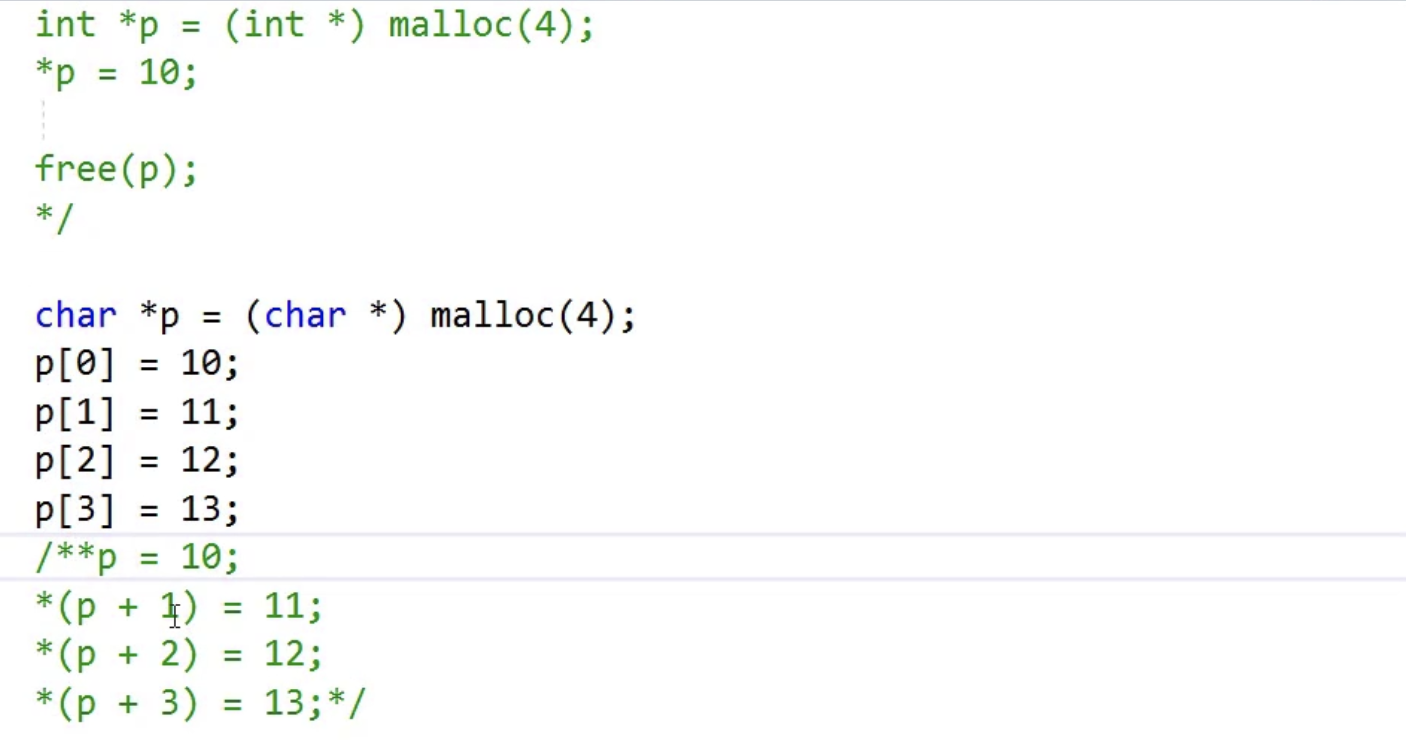 int *p = (int *) malloc(4);
*p = 10;
free(p);
*/
char *p = (char *) malloc(4);
p[0] = 10;
p[1] = 11;
p[2] = 12;
p[3] = 13;
/**p = 10;
*(p + 1) = 11;
*(p + 2) = 12;
*(p + 3) = 13;*/